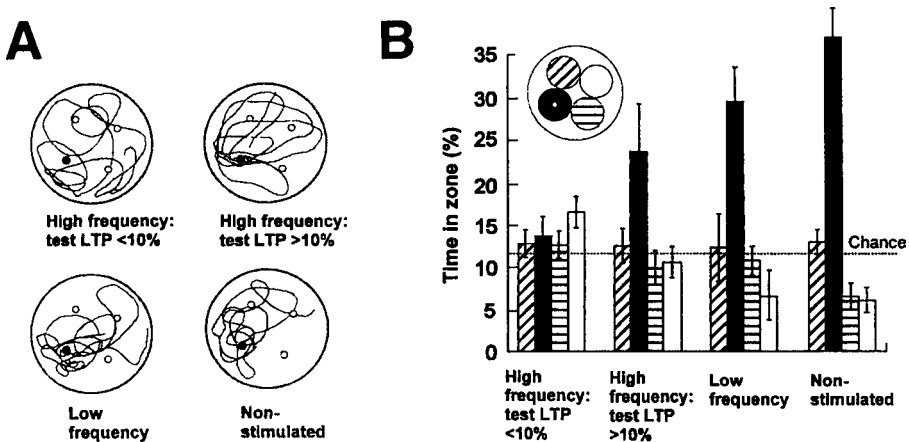 A
High frequency:
test LTP <10%
High frequency:
test LTP >10%
Low
frequency
Non-
stimulated
B
Time in zone (%)
35
30
25
20
15
10
5
0
Chance
High
frequency:
test LTP
<10%
High
frequency:
test LTP
>10%
Low
frequency
Non-
stimulated